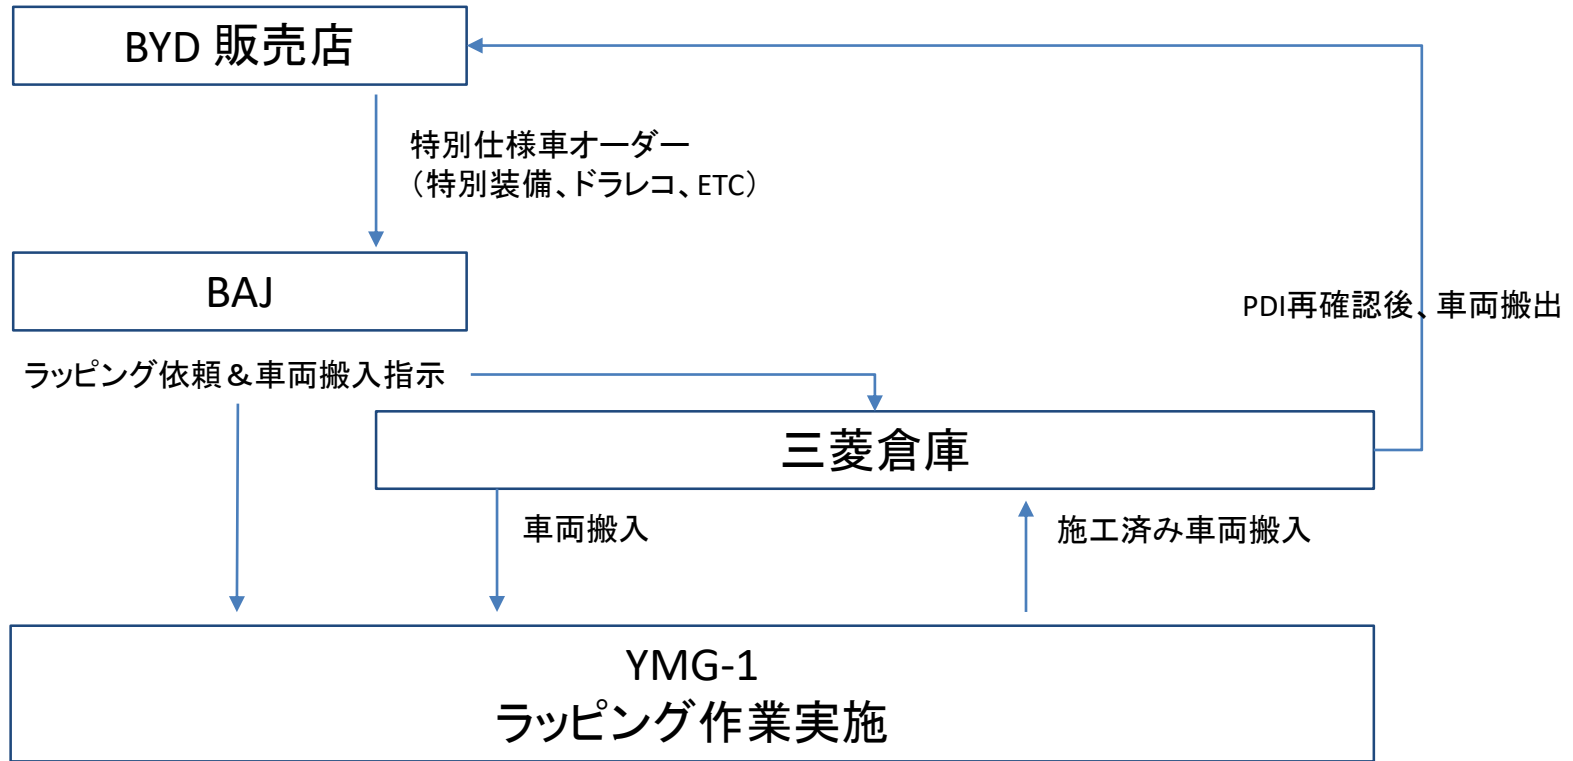 BYD 販売店
特別仕様車オーダー
（特別装備、ドラレコ、ETC）
BAJ
PDI再確認後、車両搬出
ラッピング依頼＆車両搬入指示
三菱倉庫
車両搬入
施工済み車両搬入
YMG-1
ラッピング作業実施